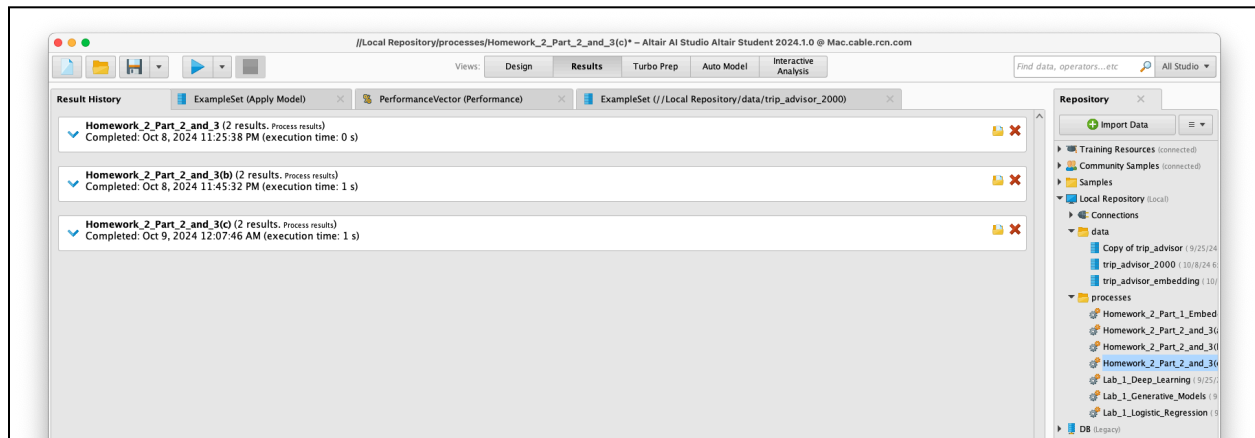 //Local Repository/processes/Homework_2_Part_2_and_3(c)* – Altair AI Studio Altair Student 2024.1.0 @ Mac.cable.rcn.com
Views: Design Results Turbo Prep Auto Model Interactive Analysis
Find data, operators...etc All Studio
Result History
ExampleSet (Apply Model)
PerformanceVector (Performance)
ExampleSet (//Local Repository/data/trip_advisor_2000)
Homework_2_Part_2_and_3 (2 results. Process results)
Completed: Oct 8, 2024 11:25:38 PM (execution time: 0 s)
Homework_2_Part_2_and_3(b) (2 results. Process results)
Completed: Oct 8, 2024 11:45:32 PM (execution time: 1 s)
Homework_2_Part_2_and_3(c) (2 results. Process results)
Completed: Oct 9, 2024 12:07:46 AM (execution time: 1 s)
Repository
Import Data
Training Resources (connected)
Community Samples (connected)
Samples
Local Repository (Local)
Connections
data
Copy of trip_advisor (9/25/24
trip_advisor_2000 (10/8/24 6
trip_advisor_embedding (10/
processes
Homework_2_Part_1_Embed
Homework_2_Part_2_and_3(
Homework_2_Part_2_and_3(
Homework_2_Part_2_and_3(
Lab_1_Deep_Learning (9/25/
Lab_1_Generative_Models (9
Lab_1_Logistic_Regression (9
DB (Legacy)